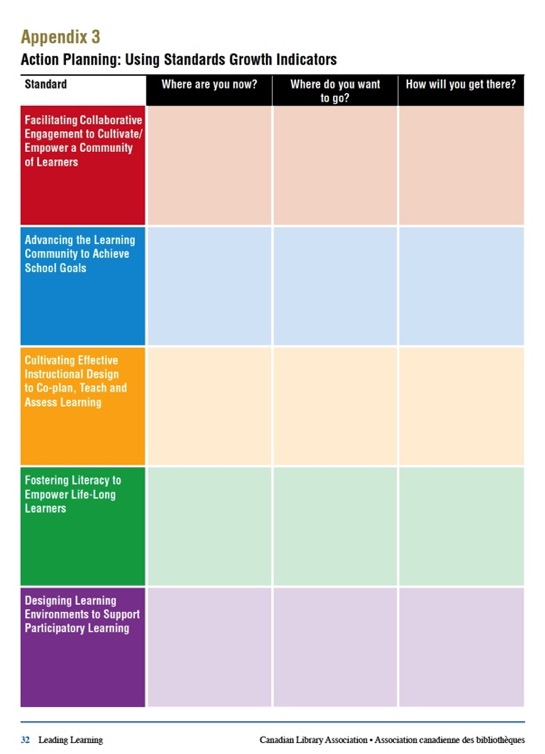 Appendix 3
Action Planning: Using Standards Growth Indicators
Standard
Where are you now?
Where do you want
to go?
How will you get there?
Facilitating Collaborative
Engagement to Cultivate/
Empower a Community
of Learners
Advancing the Learning
Community to Achieve
School Goals
Cultivating Effective
Instructional Design
to Co-plan, Teach and
Assess Learning
Fostering Literacy to
Empower Life-Long
Learners
Designing Learning
Environments to Support
Participatory Learning
32 Leading Learning
Canadian Library Association • Association canadienne des bibliothèques